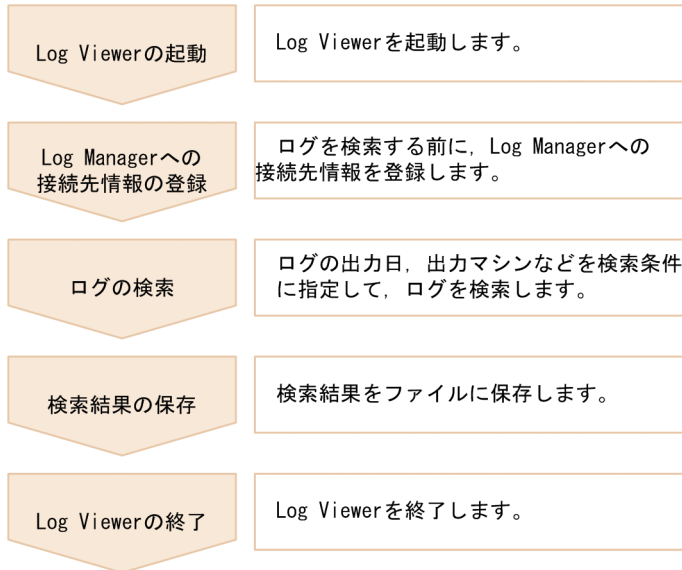 Log Viewerの起動
Log Viewerを起動します。
Log Managerへの
接続先情報の登録
ログを検索する前に，Log Managerへの
接続先情報を登録します。
ログの検索
ログの出力日，出力マシンなどを検索条件
に指定して，ログを検索します。
検索結果の保存
検索結果をファイルに保存します。
Log Viewerの終了
Log Viewerを終了します。